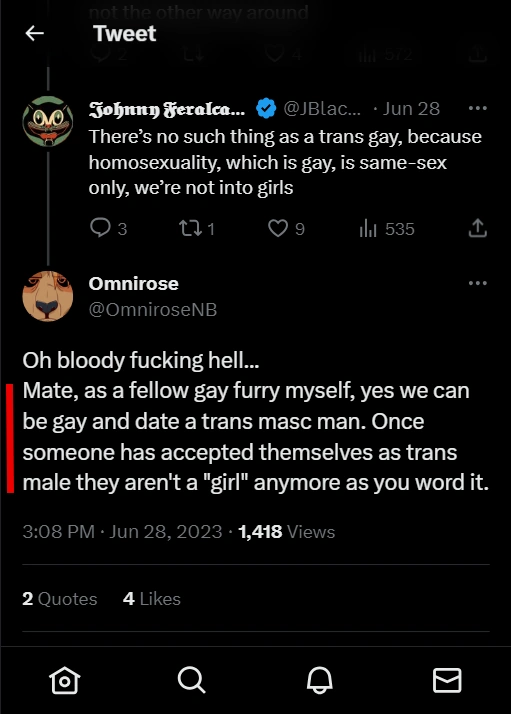 not the other way around
Tweet
2
4
572
Johnny Feralca... @JBlac... · Jun 28
There’s no such thing as a trans gay, because
homosexuality, which is gay, is same-sex
only, we’re not into girls
3
1
9
535
Omnirose
@OmniroseNB
Oh bloody fucking hell...
Mate, as a fellow gay furry myself, yes we can
be gay and date a trans masc man. Once
someone has accepted themselves as trans
male they aren't a "girl" anymore as you word it.
3:08 PM · Jun 28, 2023 · 1,418 Views
2 Quotes 4 Likes